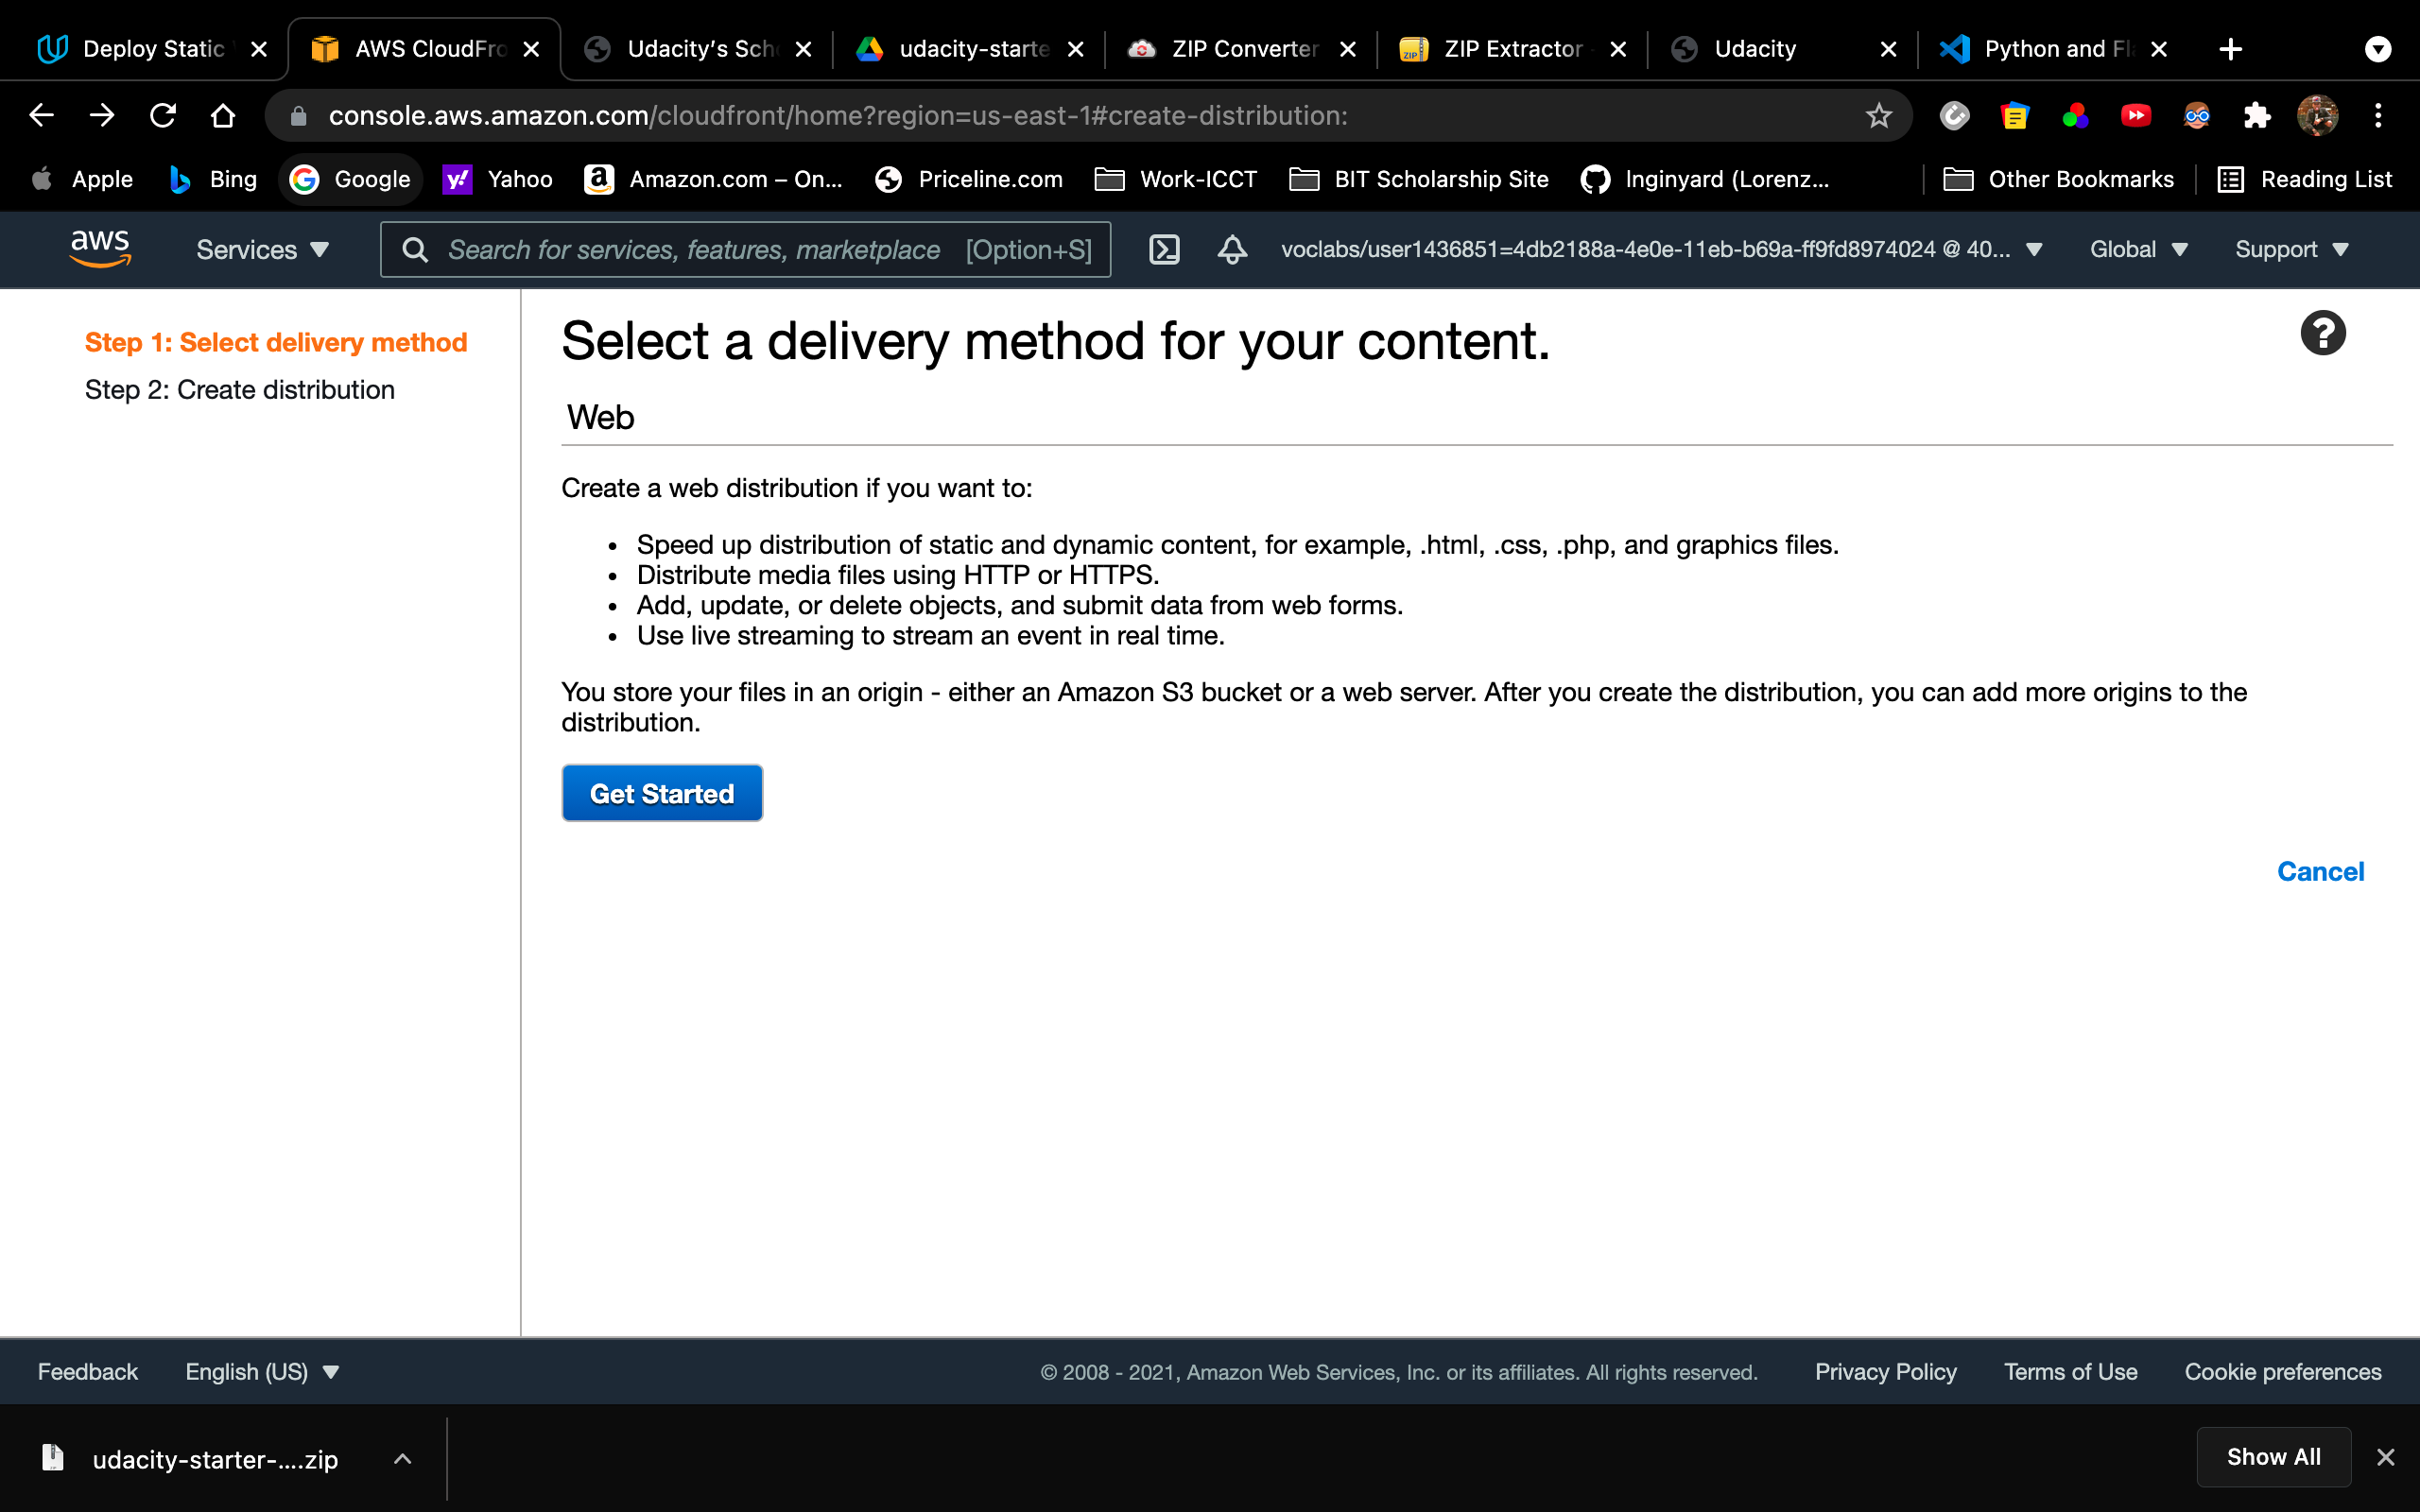 Deploy Static
AWS CloudFro
Udacity's Sch
udacity-starte
ZIP Converter
ZIP Extractor
Udacity
Python and Fl
console.aws.amazon.com/cloudfront/home?region=us-east-1#create-distribution:
Apple
Bing
Google
Yahoo
Amazon.com – On...
Priceline.com
Work-ICCT
BIT Scholarship Site
Inginyard (Lorenz...
Other Bookmarks
Reading List
aws
Services
Search for services, features, marketplace [Option+S]
voclabs/user1436851=4db2188a-4e0e-11eb-b69a-ff9fd8974024 @ 40...
Global
Support
Step 1: Select delivery method
Step 2: Create distribution
Select a delivery method for your content.
Web
Create a web distribution if you want to:
• Speed up distribution of static and dynamic content, for example, .html, .css, .php, and graphics files.
• Distribute media files using HTTP or HTTPS.
• Add, update, or delete objects, and submit data from web forms.
• Use live streaming to stream an event in real time.
You store your files in an origin - either an Amazon S3 bucket or a web server. After you create the distribution, you can add more origins to the
distribution.
Get Started
Cancel
Feedback
English (US)
© 2008 - 2021, Amazon Web Services, Inc. or its affiliates. All rights reserved.
Privacy Policy
Terms of Use
Cookie preferences
udacity-starter-....zip
Show All